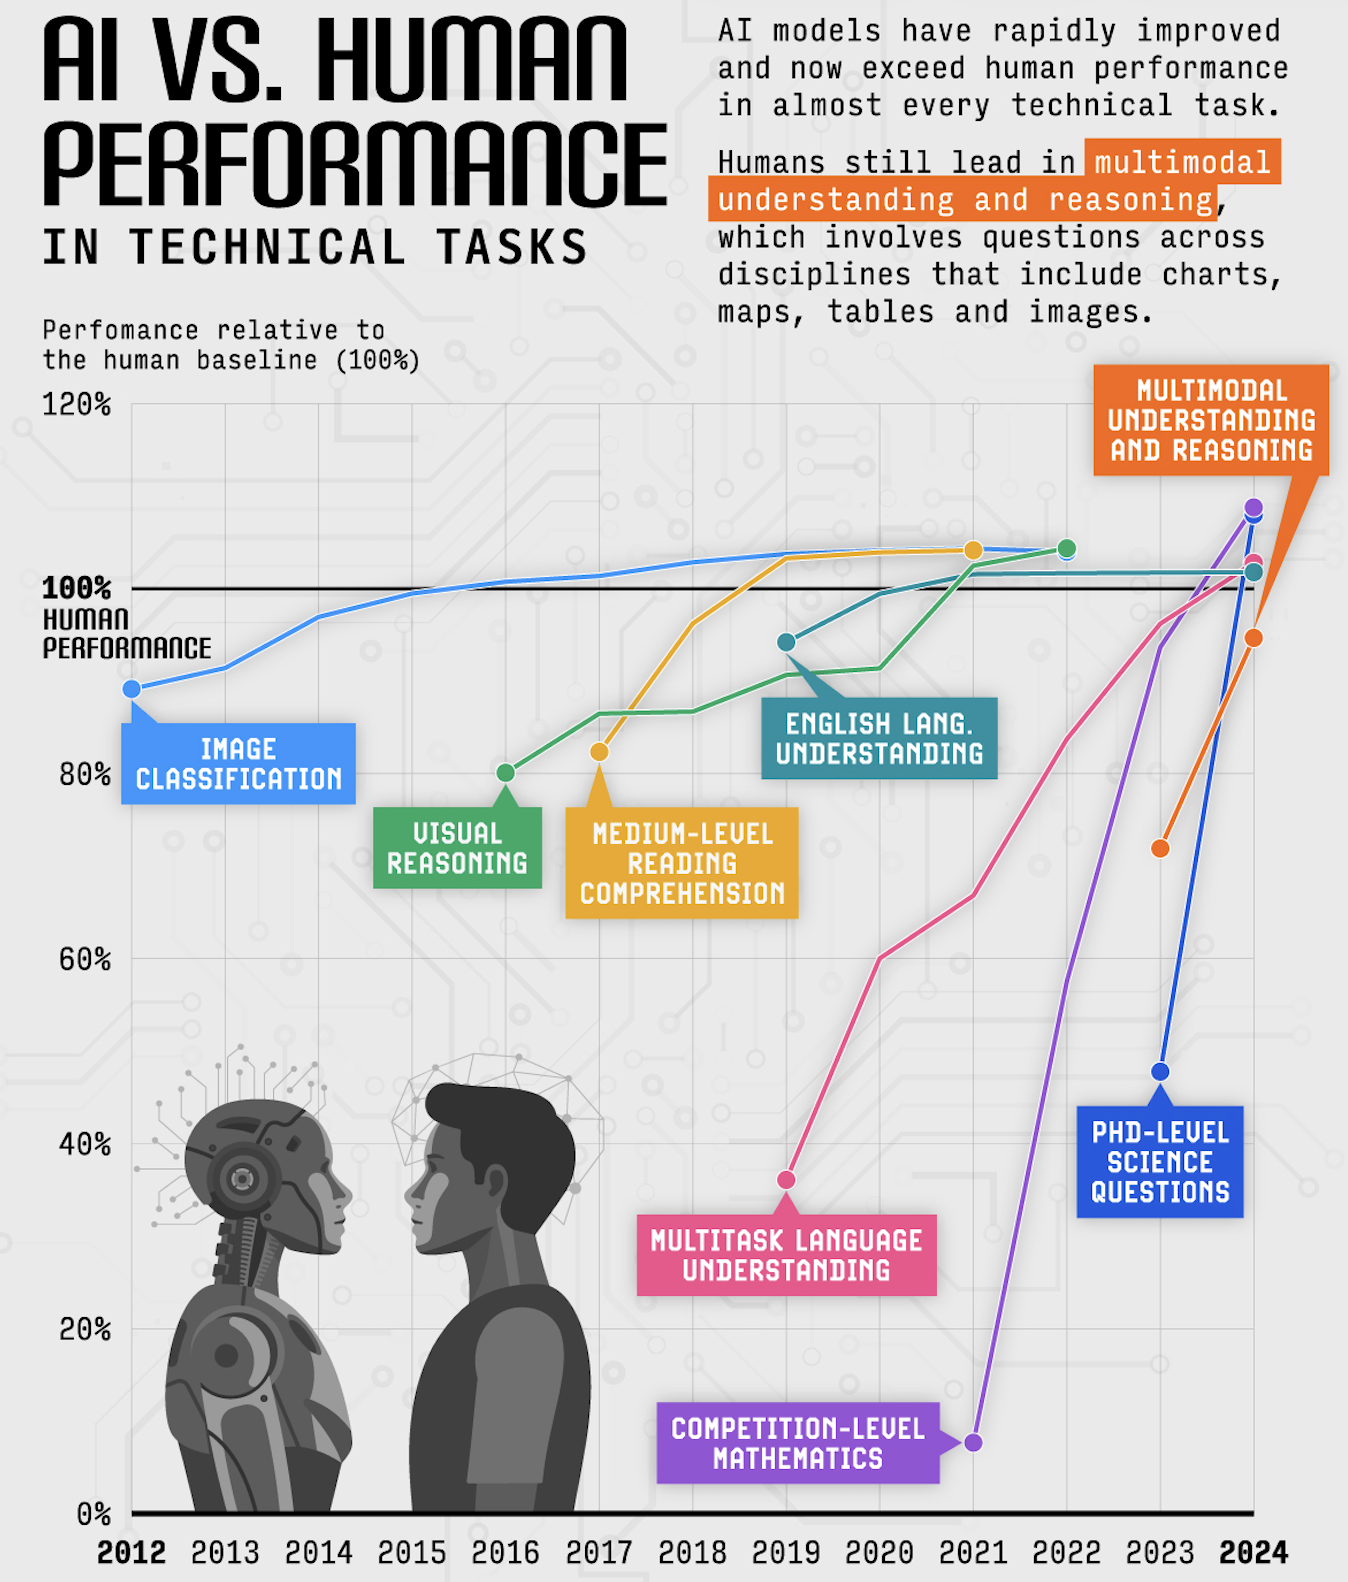 AI VS. HUMAN
PERFORMANCE
IN TECHNICAL TASKS
AI models have rapidly improved
and now exceed human performance
in almost every technical task.
Humans still lead in multimodal
understanding and reasoning,
which involves questions across
disciplines that include charts,
maps, tables and images.
Perfomance relative to
the human baseline (100%)
120%
100%
HUMAN
PERFORMANCE
80%
60%
40%
20%
0%
MULTIMODAL
UNDERSTANDING
AND REASONING
IMAGE
CLASSIFICATION
VISUAL
REASONING
MEDIUM-LEVEL
READING
COMPREHENSION
ENGLISH LANG.
UNDERSTANDING
PHD-LEVEL
SCIENCE
QUESTIONS
MULTITASK LANGUAGE
UNDERSTANDING
COMPETITION-LEVEL
MATHEMATICS
2012 2013 2014 2015 2016 2017 2018 2019 2020 2021 2022 2023 2024